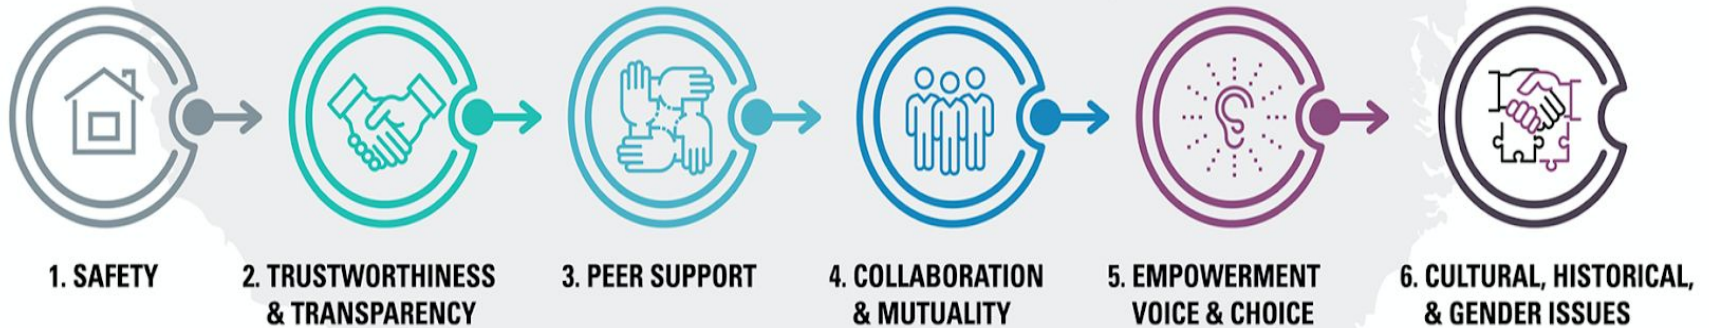 1. SAFETY
2. TRUSTWORTHINESS
& TRANSPARENCY
3. PEER SUPPORT
4. COLLABORATION
& MUTUALITY
5. EMPOWERMENT
VOICE & CHOICE
6. CULTURAL, HISTORICAL,
& GENDER ISSUES